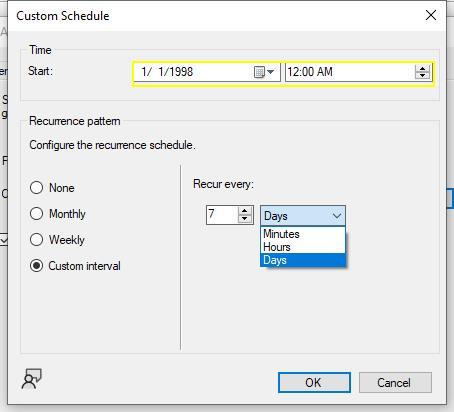 Custom Schedule
Time
Start:
1/ 1/1998
12:00 AM
Recurrence pattern
Configure the recurrence schedule.
None
Monthly
Weekly
Custom interval
Recur every:
7
Days
Minutes
Hours
Days
OK
Cancel